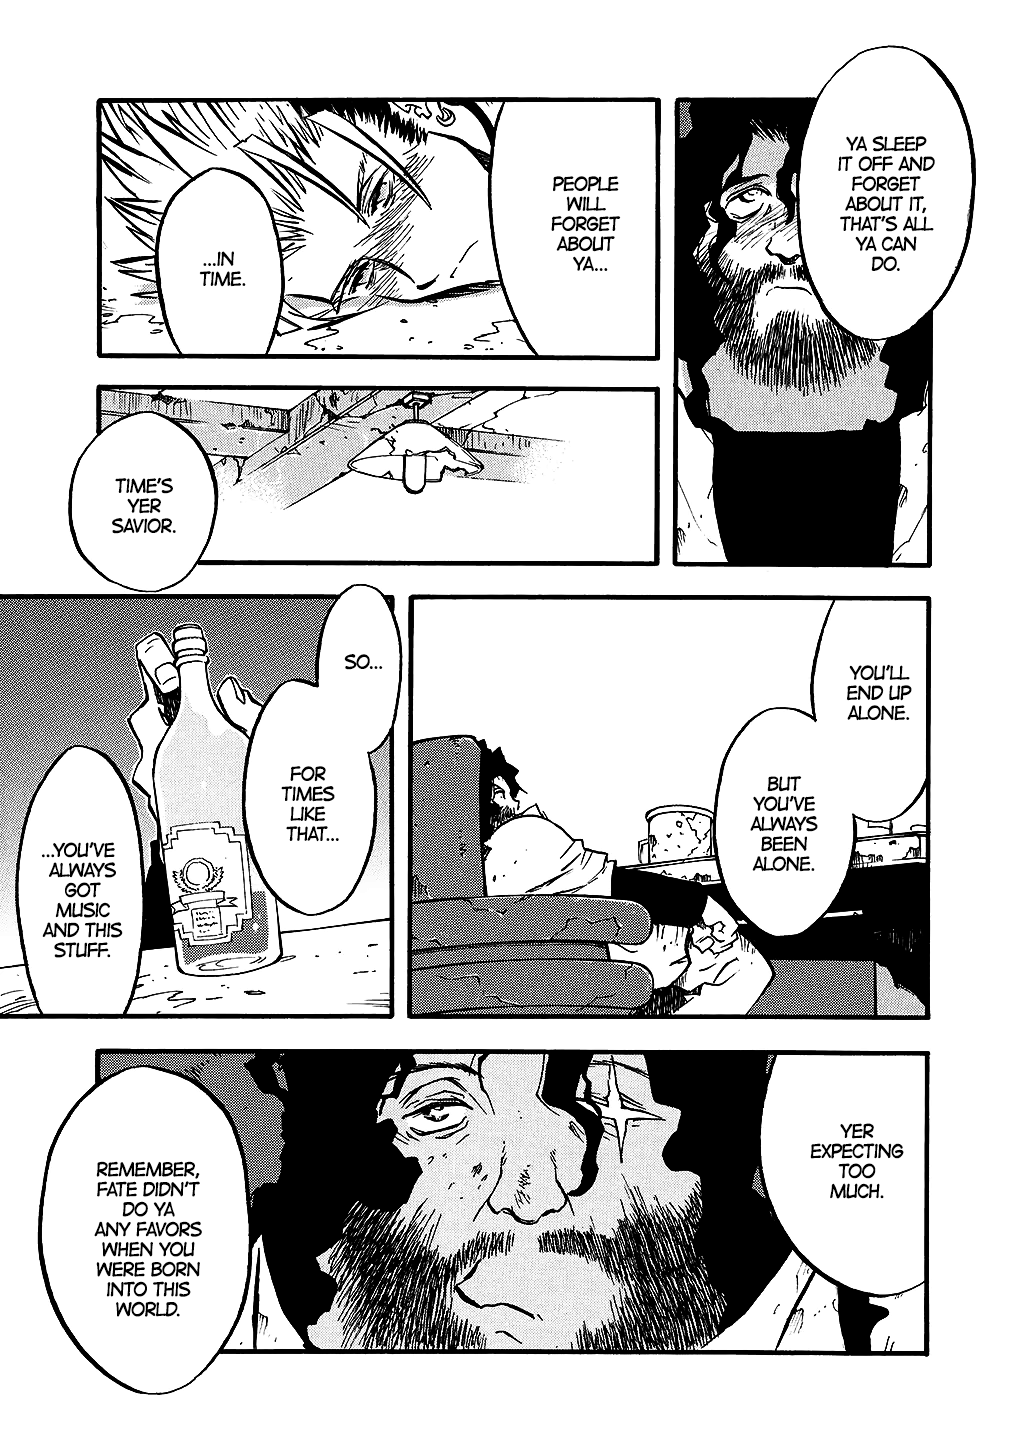 YA SLEEP
IT OFF AND
FORGET
ABOUT IT,
THAT'S ALL
YA CAN
DO.
PEOPLE
WILL
FORGET
ABOUT
YA...
...IN
TIME.
TIME'S
YER
SAVIOR.
YOU'LL
END UP
ALONE.
BUT
YOU'VE
ALWAYS
BEEN
ALONE.
SO...
FOR
TIMES
LIKE
THAT...
...YOU'VE
ALWAYS
GOT
MUSIC
AND THIS
STUFF.
YER
EXPECTING
TOO
MUCH.
REMEMBER,
FATE DIDN'T
DO YA
ANY FAVORS
WHEN YOU
WERE BORN
INTO THIS
WORLD.